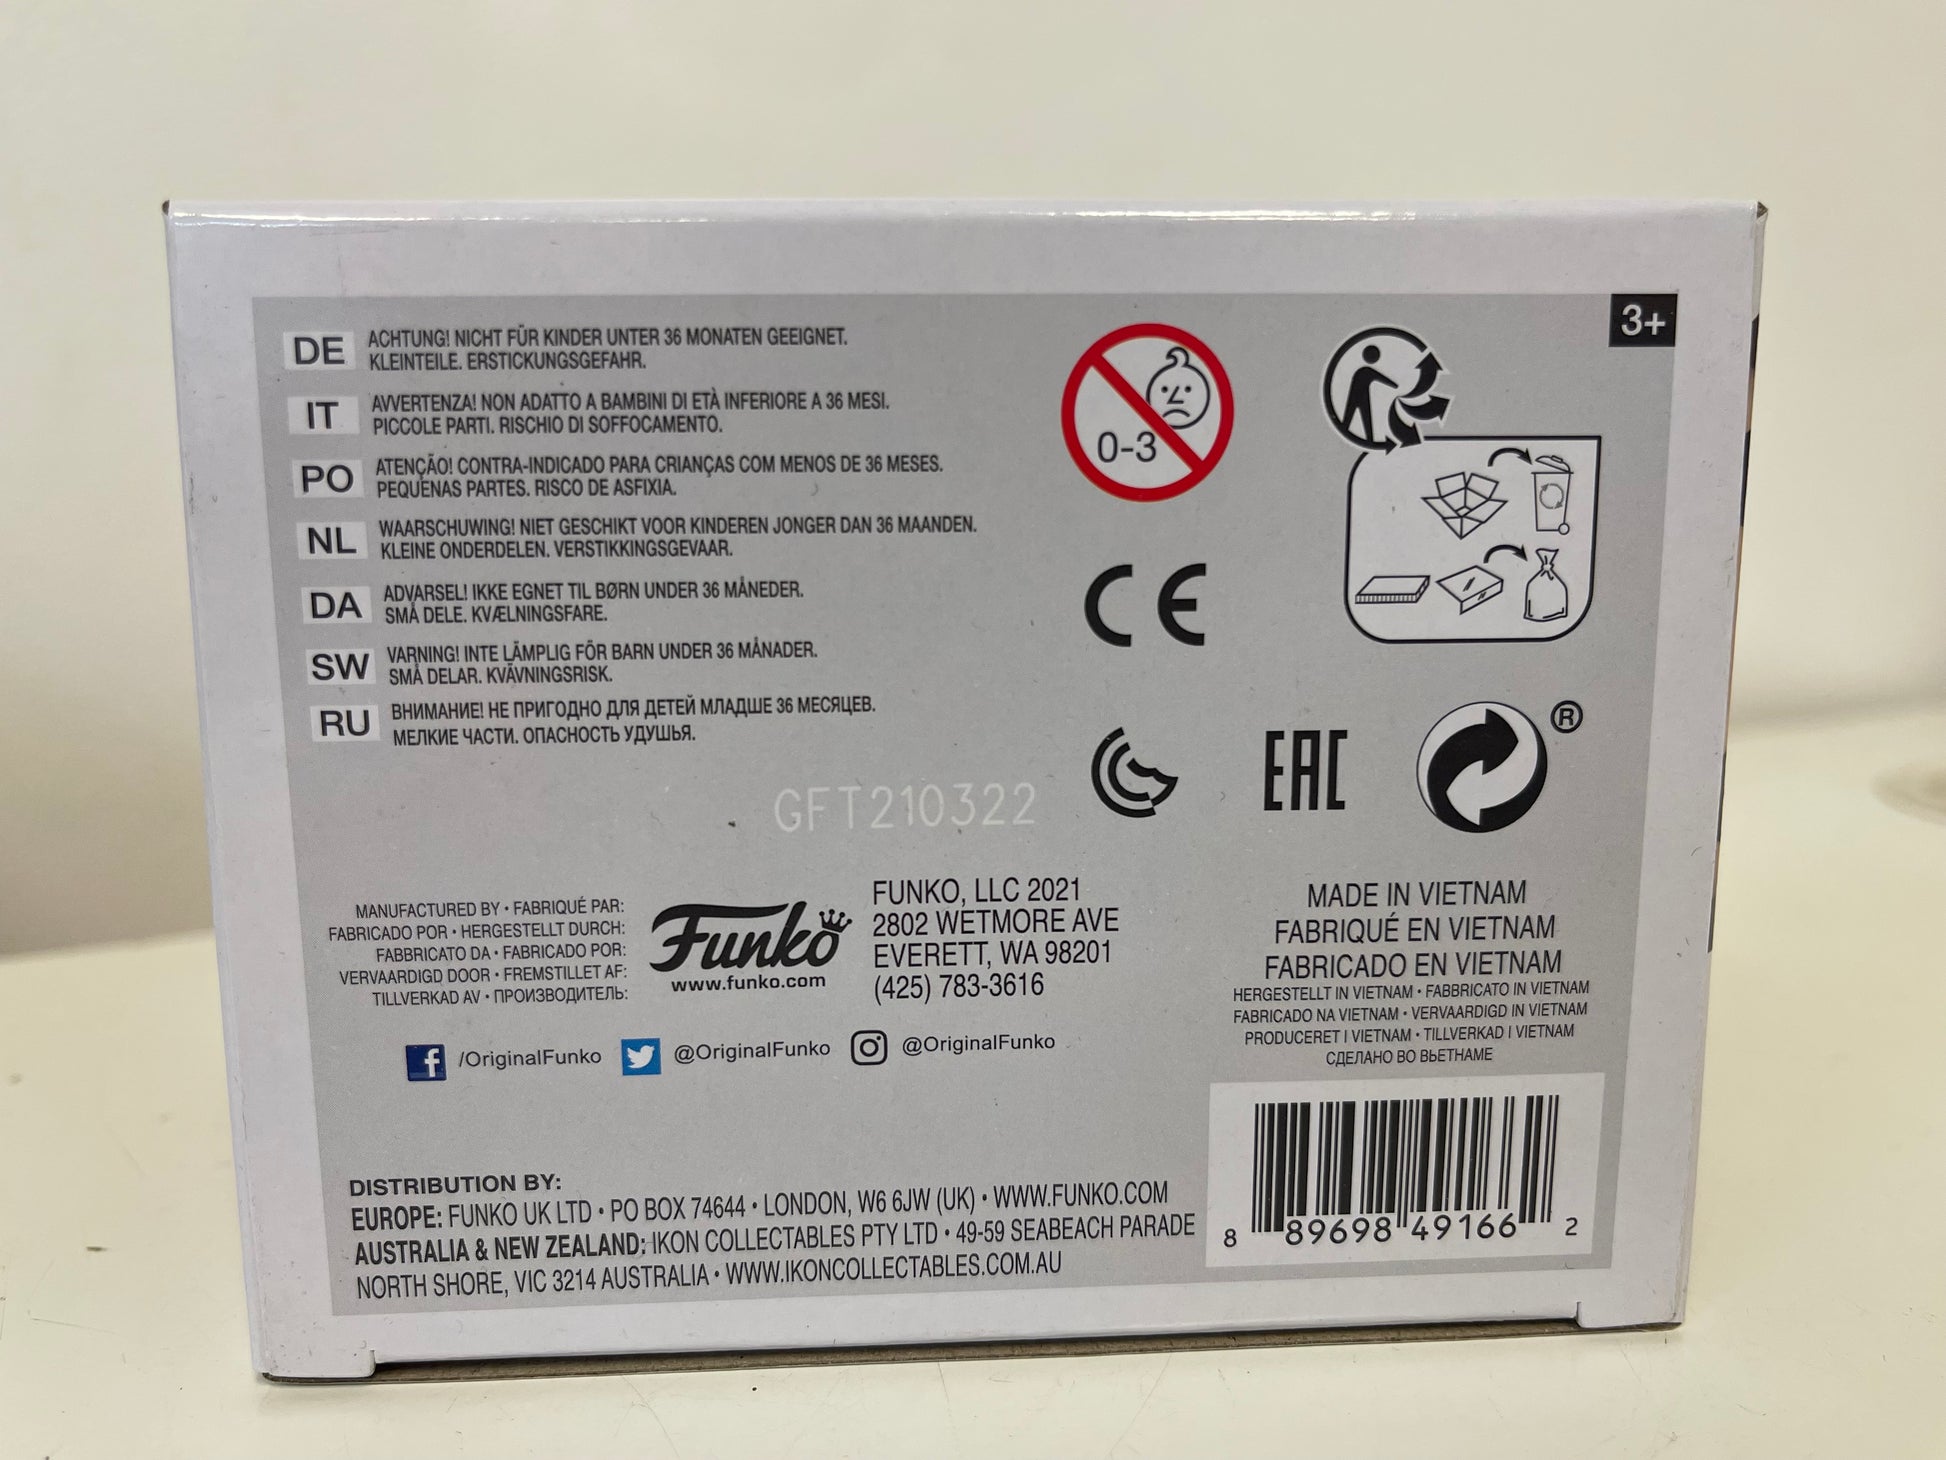 3+
DE ACHTUNG! NICHT FÜR KINDER UNTER 36 MONATEN GEEIGNET.
KLEINTEILE. ERSTICKUNGSGEFAHR.
IT AVVERTENZA! NON ADATTO A BAMBINI DI ETÀ INFERIORE A 36 MESI.
PICCOLE PARTI. RISCHIO DI SOFFOCAMENTO.
PO ATENÇÃO! CONTRA-INDICADO PARA CRIANÇAS COM MENOS DE 36 MESES.
PEQUENAS PARTES. RISCO DE ASFIXIA.
NL WAARSCHUWING! NIET GESCHIKT VOOR KINDEREN JONGER DAN 36 MAANDEN.
KLEINE ONDERDELEN. VERSTIKKINGSGEVAAR.
DA ADVARSEL! IKKE EGNET TIL BØRN UNDER 36 MÅNEDER.
SMÅ DELE. KVÆLNINGSFARE.
SW VARNING! INTE LÄMPLIG FÖR BARN UNDER 36 MÅNADER.
SMÅ DELAR. KVÄVNINGSRISK.
RU ВНИМАНИЕ! НЕ ПРИГОДНО ДЛЯ ДЕТЕЙ МЛАДШЕ 36 МЕСЯЦЕВ.
МЕЛКИЕ ЧАСТИ. ОПАСНОСТЬ УДУШЬЯ.
0-3
CE
EAC
®
GFT210322
MANUFACTURED BY • FABRIQUÉ PAR:
FABRICADO POR • HERGESTELLT DURCH:
FABBRICATO DA • FABRICADO POR:
VERVAARDIGD DOOR • FREMSTILLET AF:
TILLVERKAD AV • ПРОИЗВОДИТЕЛЬ:
Funko
www.funko.com
FUNKO, LLC 2021
2802 WETMORE AVE
EVERETT, WA 98201
(425) 783-3616
MADE IN VIETNAM
FABRIQUÉ EN VIETNAM
FABRICADO EN VIETNAM
HERGESTELLT IN VIETNAM • FABBRICATO IN VIETNAM
FABRICADO NA VIETNAM • VERVAARDIGD IN VIETNAM
PRODUCERET I VIETNAM • TILLVERKAD I VIETNAM
СДЕЛАНО ВО ВЬЕТНАМЕ
f /OriginalFunko @OriginalFunko @OriginalFunko
DISTRIBUTION BY:
EUROPE: FUNKO UK LTD • PO BOX 74644 • LONDON, W6 6JW (UK) • WWW.FUNKO.COM
AUSTRALIA & NEW ZEALAND: IKON COLLECTABLES PTY LTD • 49-59 SEABEACH PARADE
NORTH SHORE, VIC 3214 AUSTRALIA • WWW.IKONCOLLECTABLES.COM.AU
8 89698 49166 2